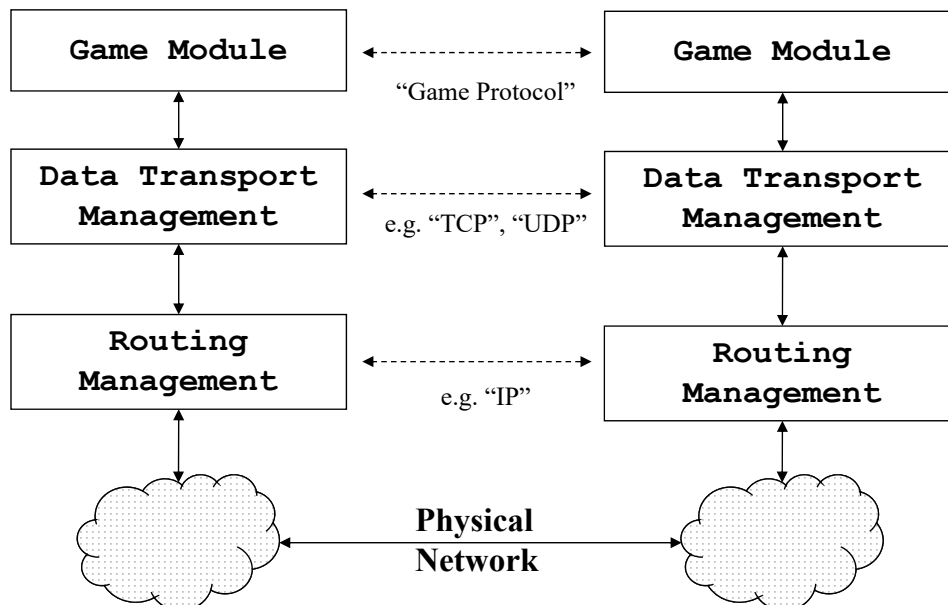 Game Module
Game Module
“Game Protocol”
Data Transport
Management
Data Transport
Management
e.g. “TCP”, “UDP”
Routing
Management
Routing
Management
e.g. “IP”
Physical
Network